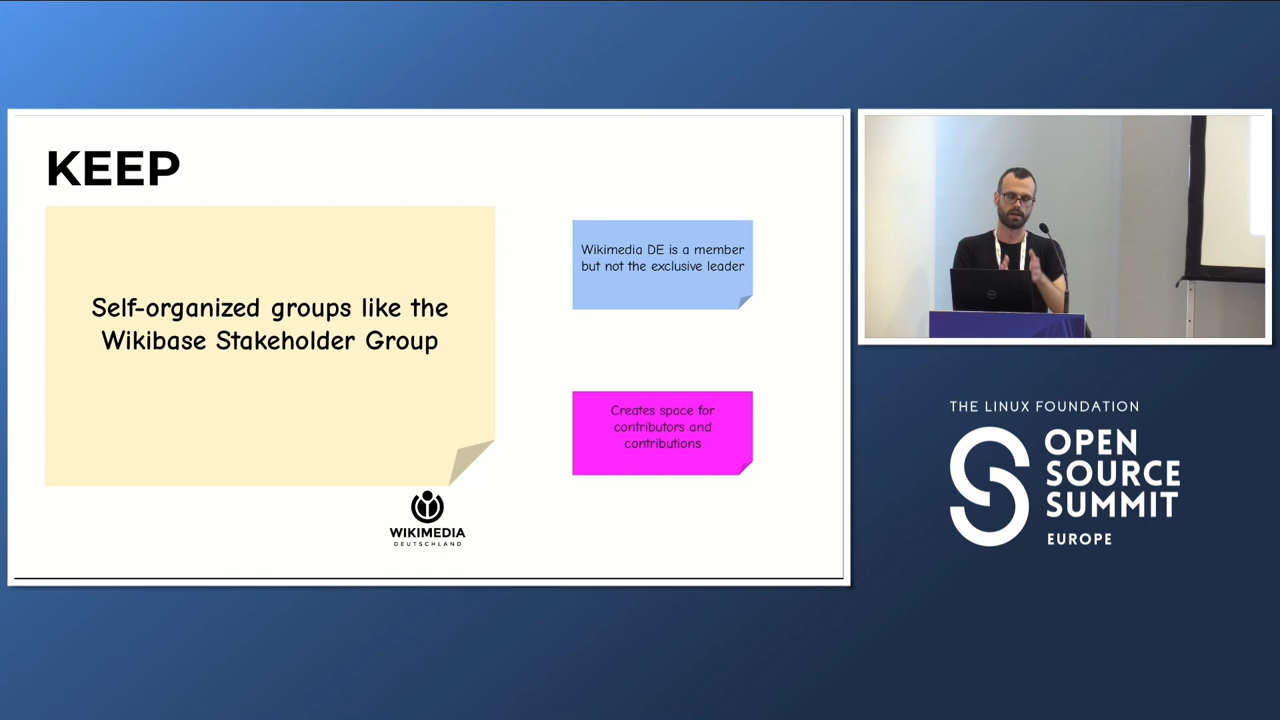 KEEP
Self-organized groups like the
Wikibase Stakeholder Group
Wikimedia DE is a member
but not the exclusive leader
Creates space for
contributors and
contributions
WIKIMEDIA
DEUTSCHLAND
THE LINUX FOUNDATION
OPEN
SOURCE
SUMMIT
EUROPE